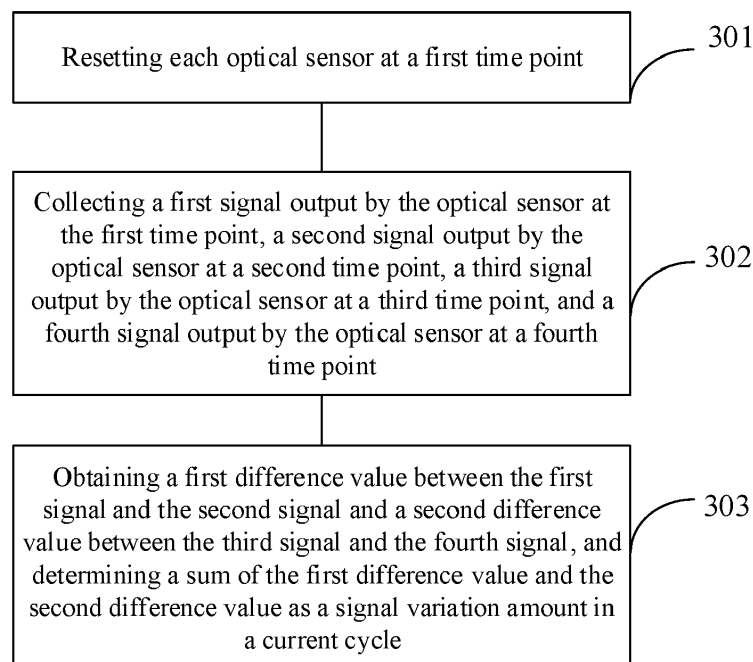 Resetting each optical sensor at a first time point
301
Collecting a first signal output by the optical sensor at
the first time point, a second signal output by the
optical sensor at a second time point, a third signal
output by the optical sensor at a third time point, and a
fourth signal output by the optical sensor at a fourth
time point
302
Obtaining a first difference value between the first
signal and the second signal and a second difference
value between the third signal and the fourth signal, and
determining a sum of the first difference value and the
second difference value as a signal variation amount in
a current cycle
303